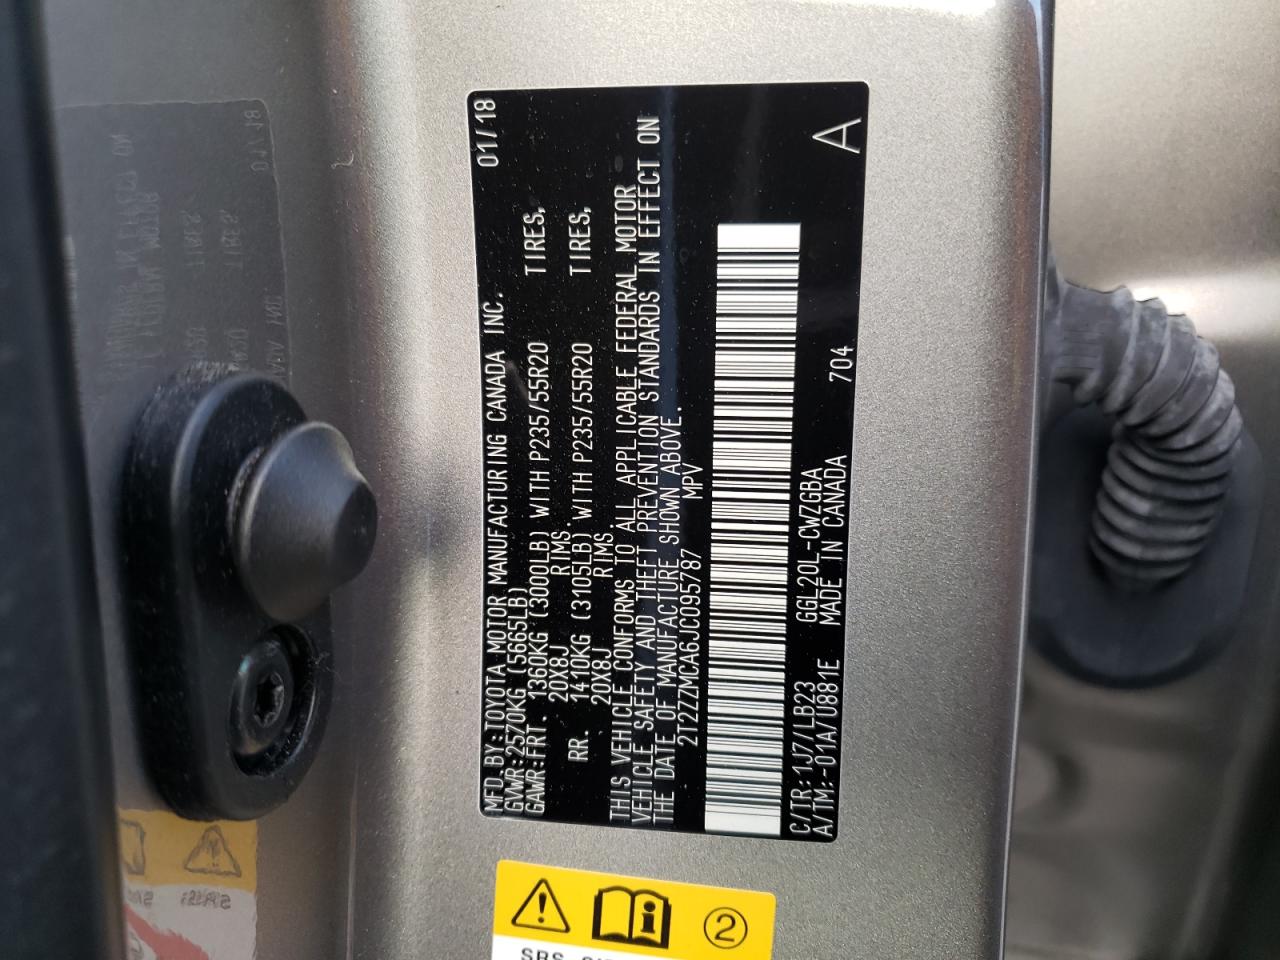 MFD.BY:TOYOTA MOTOR MANUFACTURING CANADA INC. 01/18
GVWR:2570KG (5665LB)
GAWR:FRT. 1360KG (3000LB) WITH P235/55R20 TIRES,
20X8J RIMS.
RR. 1410KG (3105LB) WITH P235/55R20 TIRES,
20X8J RIMS.
THIS VEHICLE CONFORMS TO ALL APPLICABLE FEDERAL MOTOR
VEHICLE SAFETY AND THEFT PREVENTION STANDARDS IN EFFECT ON
THE DATE OF MANUFACTURE SHOWN ABOVE.
2T2ZZMCA6JC095787 MPV
C/TR:1J7/LB23 GGL20L-CWZGBA A
A/TM:-01A/U881E MADE IN CANADA 704
2
SRS